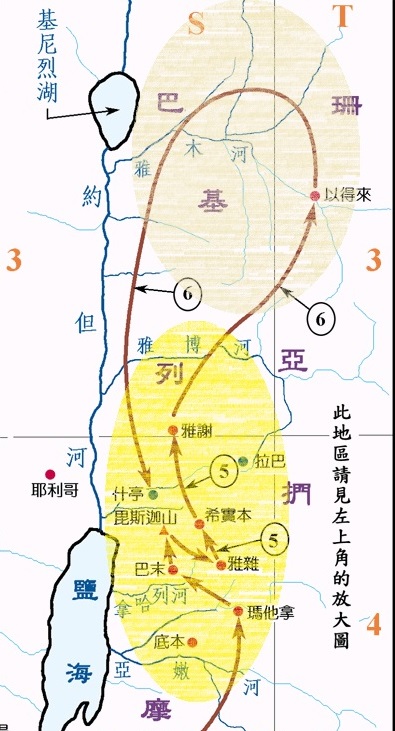 S
T
基尼烈湖
巴珊
雅木河
基列
以得來
約但河
3
3
6
6
雅博河
亞捫
雅謝
拉巴
5
耶利哥
什亭
毘斯迦山
希實本
5
雅雜
巴末
拿哈列河
瑪他拿
此地區請見左上角的放大圖
4
鹽海
底本
亞嫩河
摩